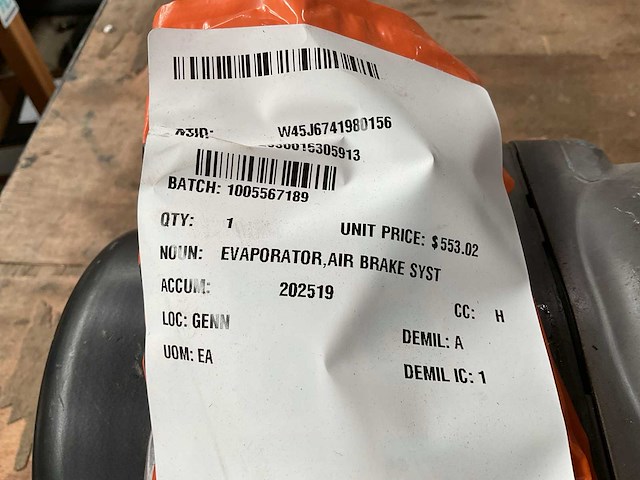 W45J6741980156
BATCH: 1005567189
QTY: 1
UNIT PRICE: $553.02
NOUN: EVAPORATOR,AIR BRAKE SYST
ACCUM: 202519
CC: H
LOC: GENN
DEMIL: A
UOM: EA
DEMIL IC: 1